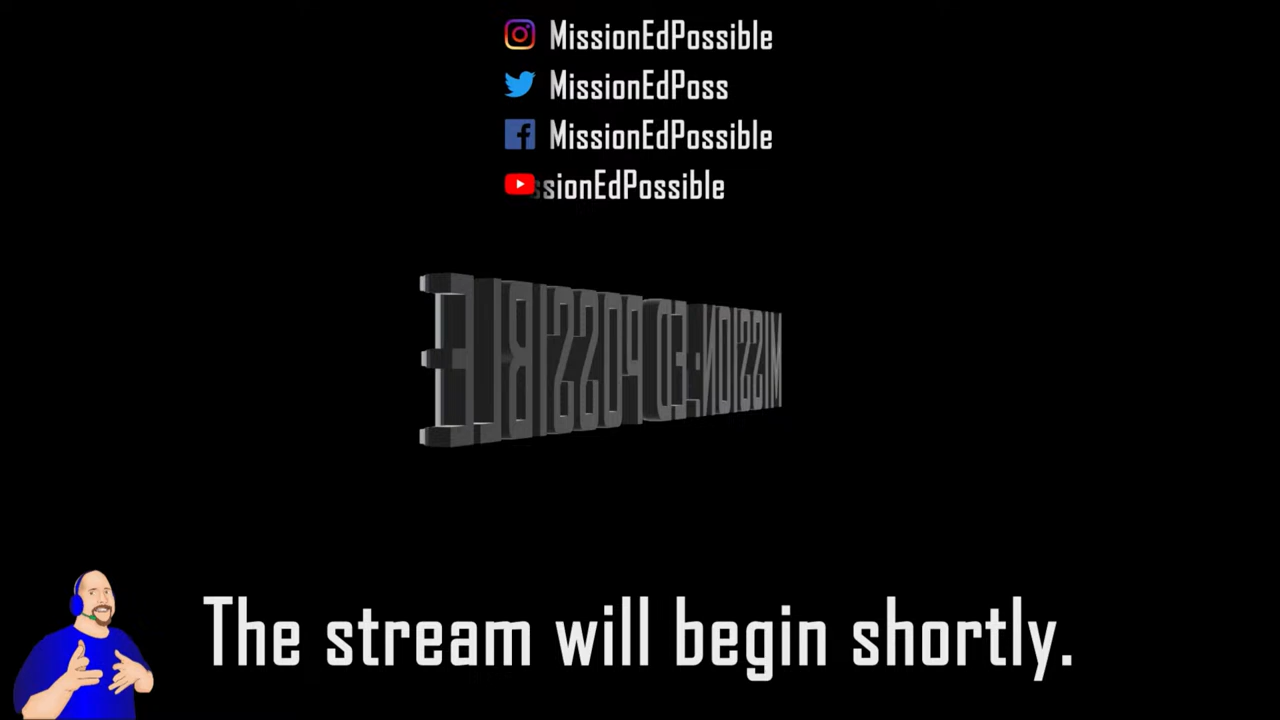 MissionEdPossible
MissionEdPoss
MissionEdPossible
ssionEdPossible
MISSION: ED POSSIBLE
The stream will begin shortly.